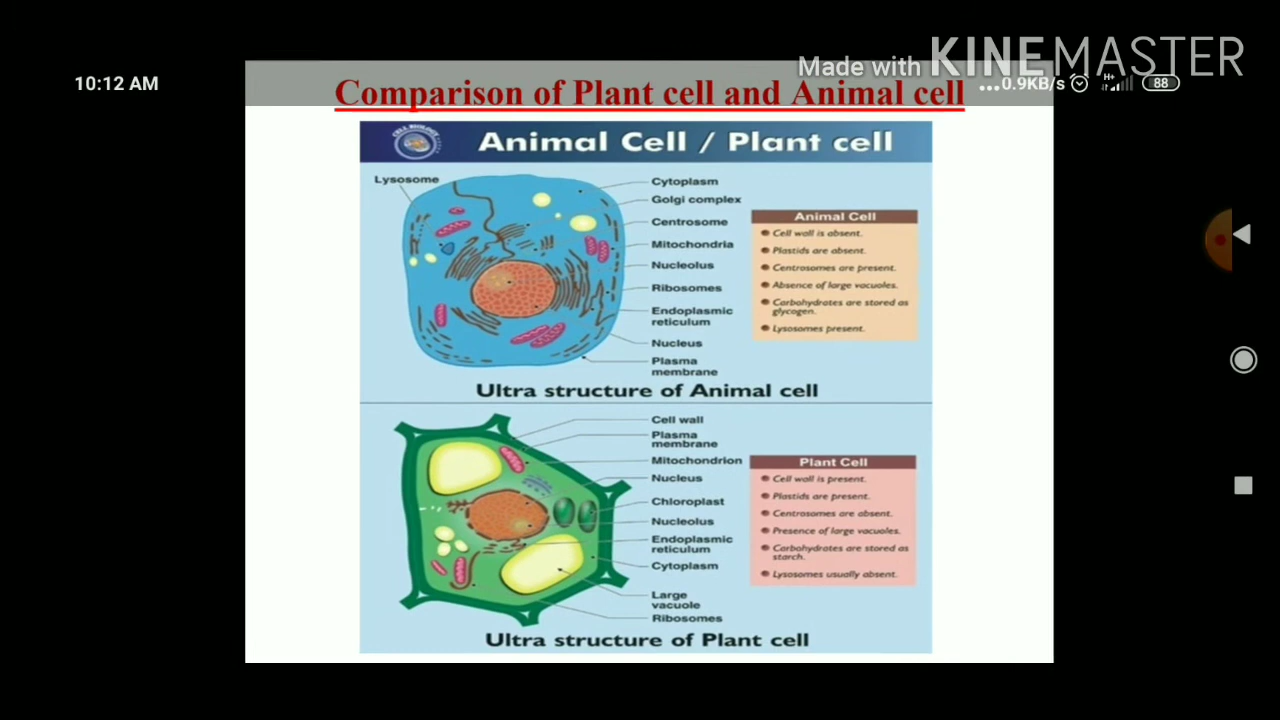 Made with KINEMASTER
10:12 AM
...0.9KB/s H+ 88
Comparison of Plant cell and Animal cell
CELL BIOLOGY
Animal Cell / Plant cell
Lysosome
Cytoplasm
Golgi complex
Centrosome
Mitochondria
Nucleolus
Ribosomes
Endoplasmic
reticulum
Nucleus
Plasma
membrane
Animal Cell
Cell wall is absent.
Plastids are absent.
Centrosomes are present.
Absence of large vacuoles.
Carbohydrates are stored as
glycogen.
Lysosomes present.
Ultra structure of Animal cell
Cell wall
Plasma
membrane
Mitochondrion
Nucleus
Chloroplast
Nucleolus
Endoplasmic
reticulum
Cytoplasm
Large
vacuole
Ribosomes
Plant Cell
Cell wall is present.
Plastids are present.
Centrosomes are absent.
Presence of large vacuoles.
Carbohydrates are stored as
starch.
Lysosomes usually absent.
Ultra structure of Plant cell